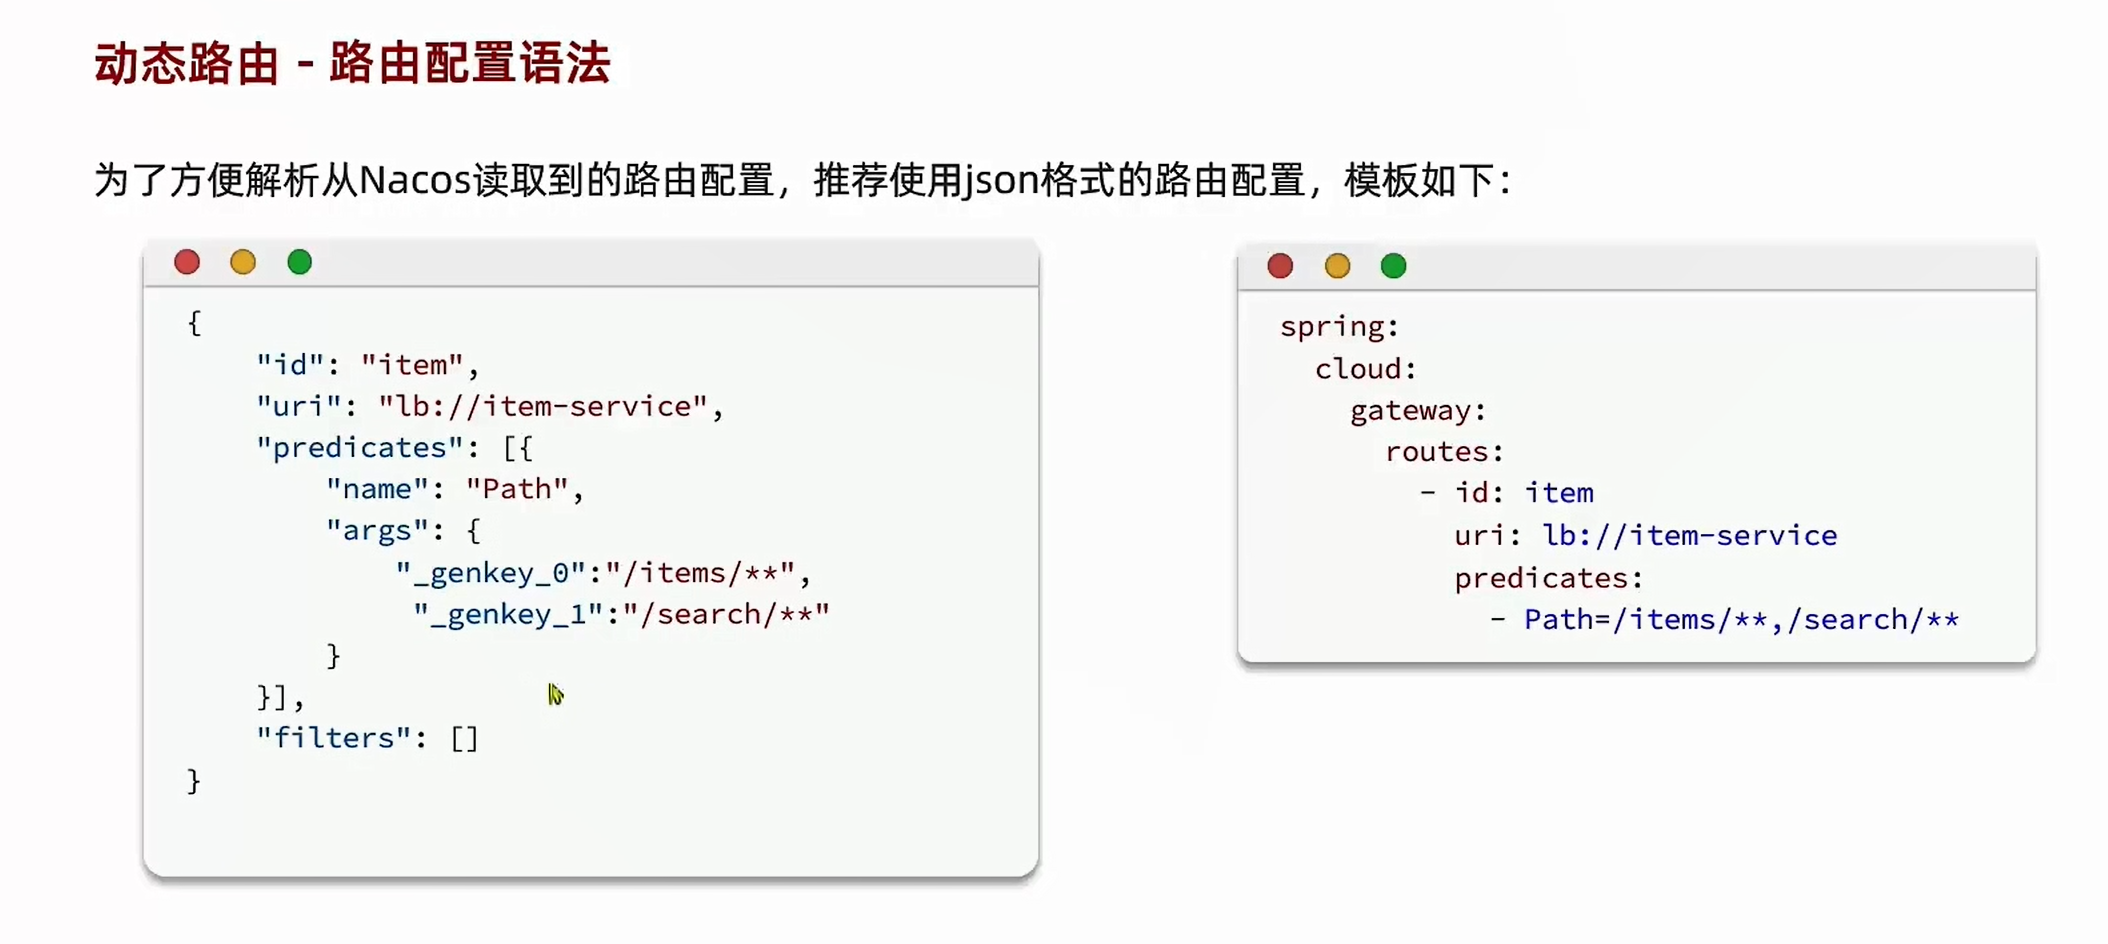 动态路由 - 路由配置语法
为了方便解析从Nacos读取到的路由配置，推荐使用json格式的路由配置，模板如下：
{
"id": "item",
"uri": "lb://item-service",
"predicates": [{
"name": "Path",
"args": {
"_genkey_0":"/items/**",
"_genkey_1":"/search/**"
}
}],
"filters": []
}
spring:
cloud:
gateway:
routes:
- id: item
uri: lb://item-service
predicates:
- Path=/items/**,/search/**